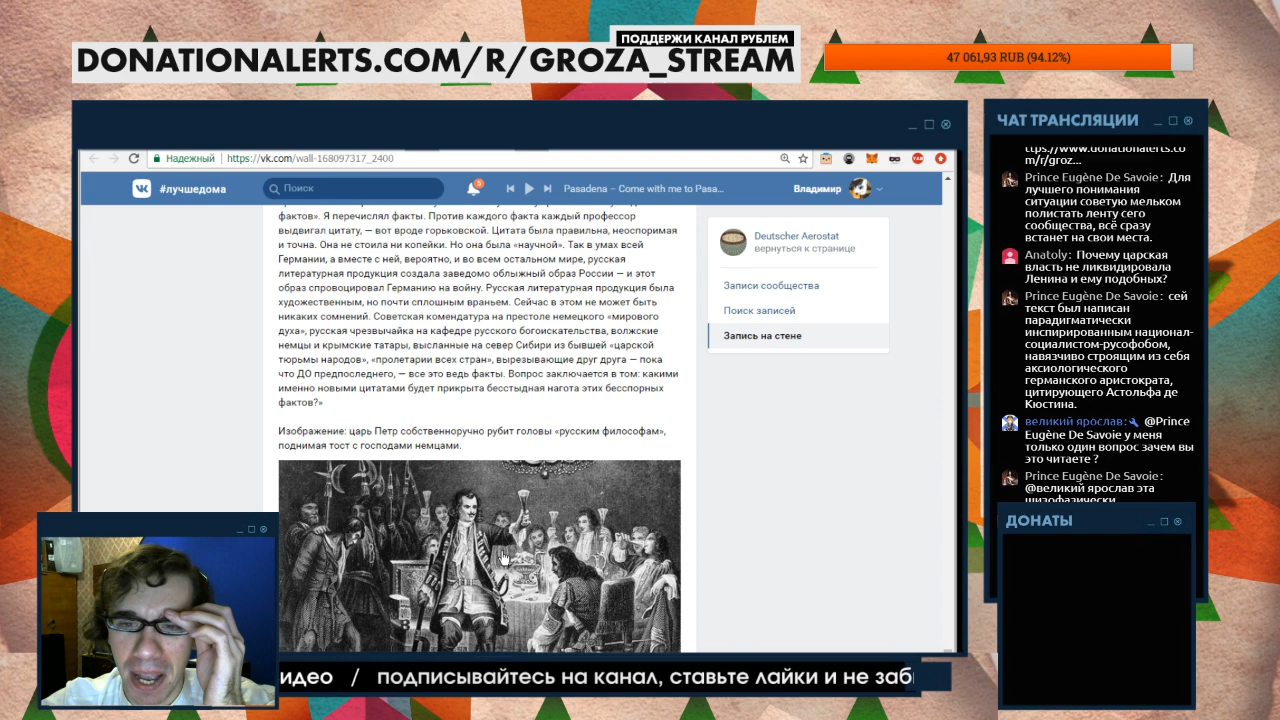 ПОДДЕРЖИ КАНАЛ РУБЛЕМ
DONATIONALERTS.COM/R/GROZA_STREAM
47 061,93 RUB (94.12%)
Надежный
https://vk.com/wall-168097317_2400
#лучшедома
Поиск
Pasadena – Come with me to Pasa...
Владимир
фактов». Я перечислял факты. Против каждого факта каждый профессор
выдвигал цитату, — вот вроде горьковской. Цитата была правильна, неоспорима
и точна. Она не стоила ни копейки. Но она была «научной». Так в умах всей
Германии, а вместе с ней, вероятно, и во всем остальном мире, русская
литературная продукция создала заведомо облыжный образ России — и этот
образ спровоцировал Германию на войну. Русская литературная продукция была
художественным, но почти сплошным враньем. Сейчас в этом не может быть
никаких сомнений. Советская комендатура на престоле немецкого «мирового
духа», русская чрезвычайка на кафедре русского богоискательства, волжские
немцы и крымские татары, высланные на север Сибири из бывшей «царской
тюрьмы народов», «пролетарии всех стран», вырезывающие друг друга — пока
что ДО предпоследнего, — все это ведь факты. Вопрос заключается в том: какими
именно новыми цитатами будет прикрыта бесстыдная нагота этих бесспорных
фактов?»
Изображение: царь Петр собственноручно рубит головы «русским философам»,
поднимая тост с господами немцами.
Deutscher Aerostat
вернуться к странице
Записи сообщества
Поиск записей
Запись на стене
ЧАТ ТРАНСЛЯЦИИ
ctps://www.donationalerts.co
m/r/groz...
Prince Eugène De Savoie: Для
лучшего понимания
ситуации советую мельком
полистать ленту сего
сообщества, всё сразу
встанет на свои места.
Anatoly: Почему царская
власть не ликвидировала
Ленина и ему подобных?
Prince Eugène De Savoie: сей
текст был написан
парадигматически
инспирированным национал-
социалистом-русофобом,
навязчиво строящим из себя
аксиологического
германского аристократа,
цитирующего Астольфа де
Кюстина.
великий ярослав: @Prince
Eugène De Savoie у меня
только один вопрос зачем вы
это читаете ?
Prince Eugène De Savoie:
@великий ярослав эта
шизофазически
ДОНАТЫ
идео / подписывайтесь на канал, ставьте лайки и не заб